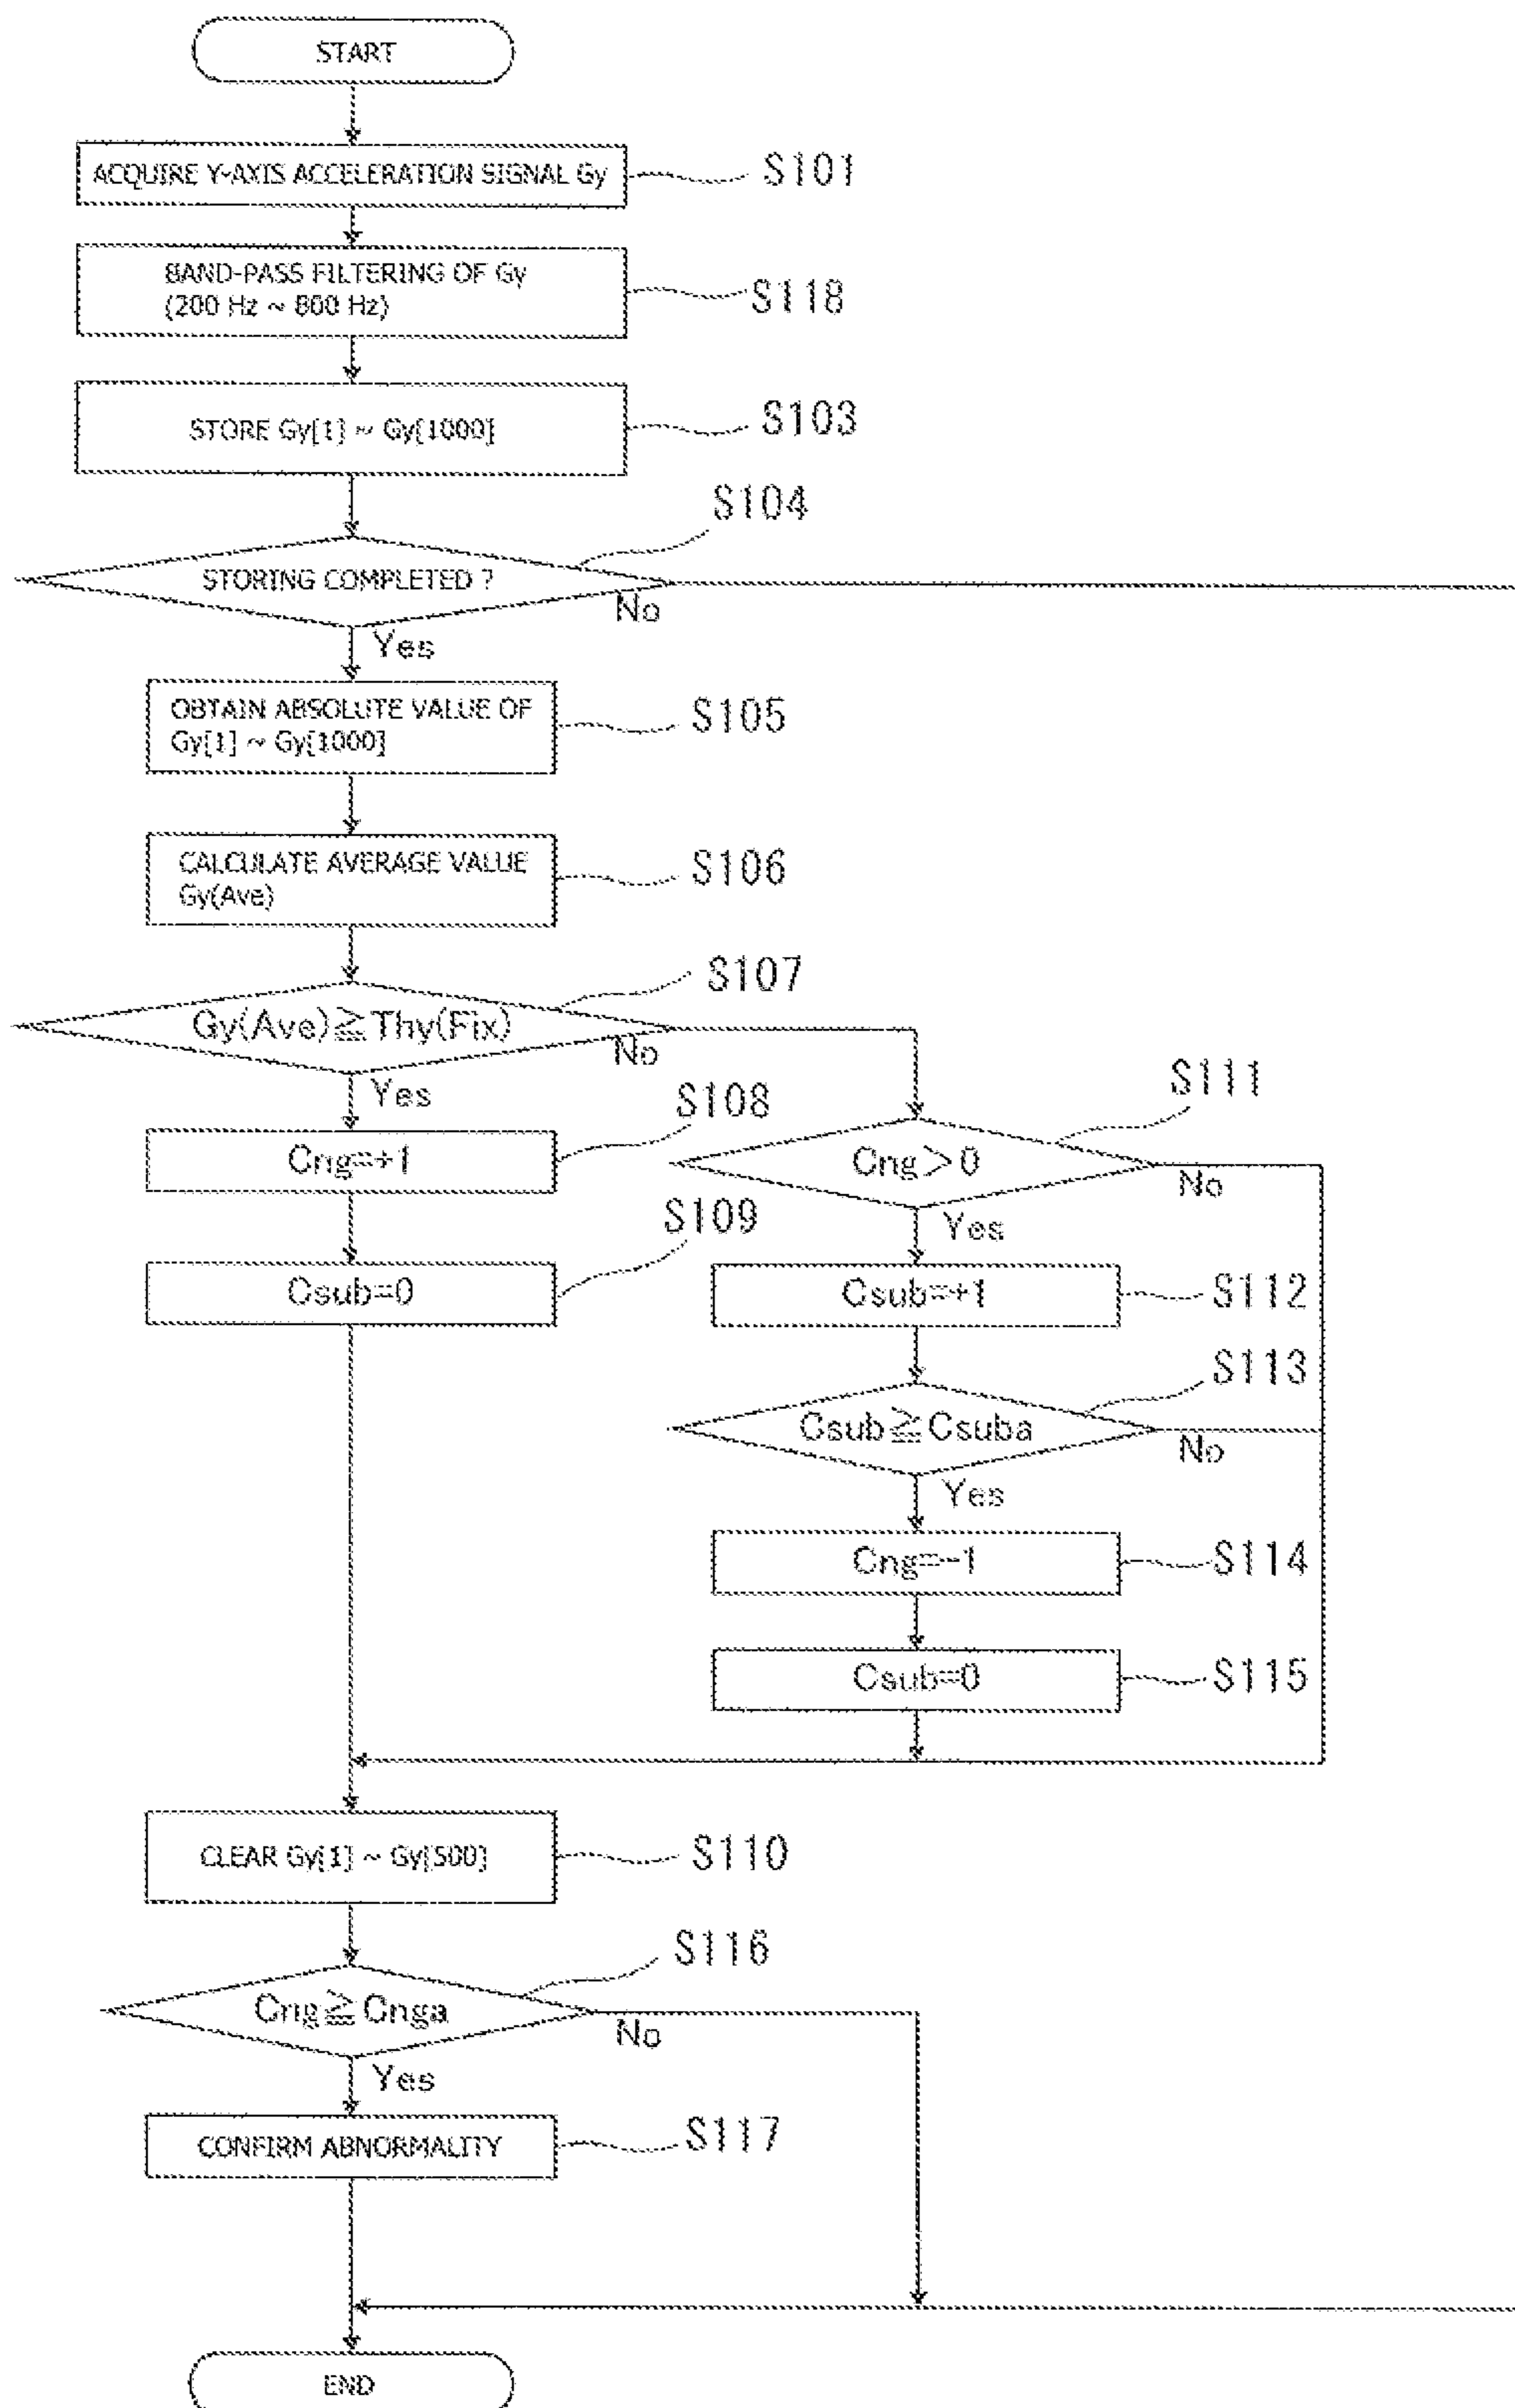 START
ACQUIRE Y-AXIS ACCELERATION SIGNAL Gy
S101
BAND-PASS FILTERING OF Gy
(200 Hz ~ 800 Hz)
S118
STORE Gy[1] ~ Gy[1000]
S103
S104
STORING COMPLETED ?
No
Yes
OBTAIN ABSOLUTE VALUE OF
Gy[1] ~ Gy[1000]
S105
CALCULATE AVERAGE VALUE
Gy(Ave)
S106
S107
Gy(Ave)≧Thy(Fix)
No
Yes
S108
Cng=+1
S109
Csub=0
S111
Cng>0
No
Yes
Csub=+1
S112
S113
Csub≧Csuba
No
Yes
Cng=-1
S114
Csub=0
S115
CLEAR Gy[1] ~ Gy[500]
S110
S116
Cng≧Cnga
No
Yes
CONFIRM ABNORMALITY
S117
END